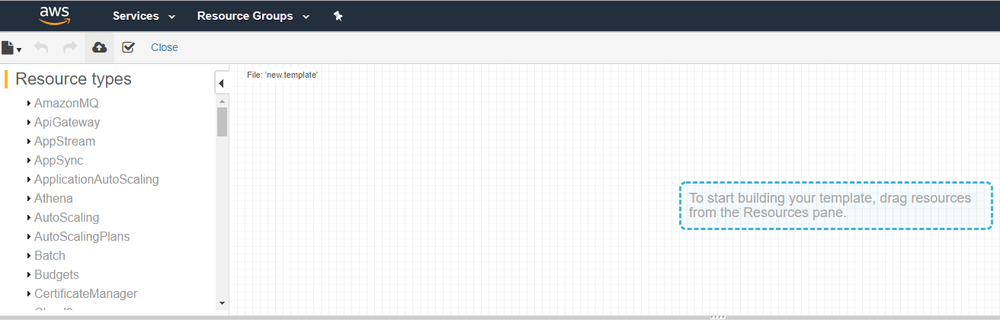 aws Services Resource Groups
Close
Resource types
File: 'new.template'
AmazonMQ
ApiGateway
AppStream
AppSync
ApplicationAutoScaling
Athena
AutoScaling
AutoScalingPlans
Batch
Budgets
CertificateManager
To start building your template, drag resources
from the Resources pane.